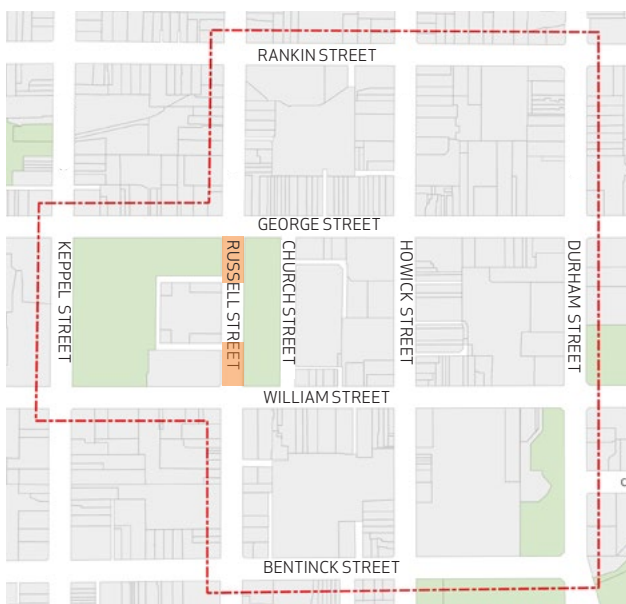 RANKIN STREET
GEORGE STREET
KEPPEL STREET
RUSSELL STREET
CHURCH STREET
HOWICK STREET
DURHAM STREET
WILLIAM STREET
BENTINCK STREET